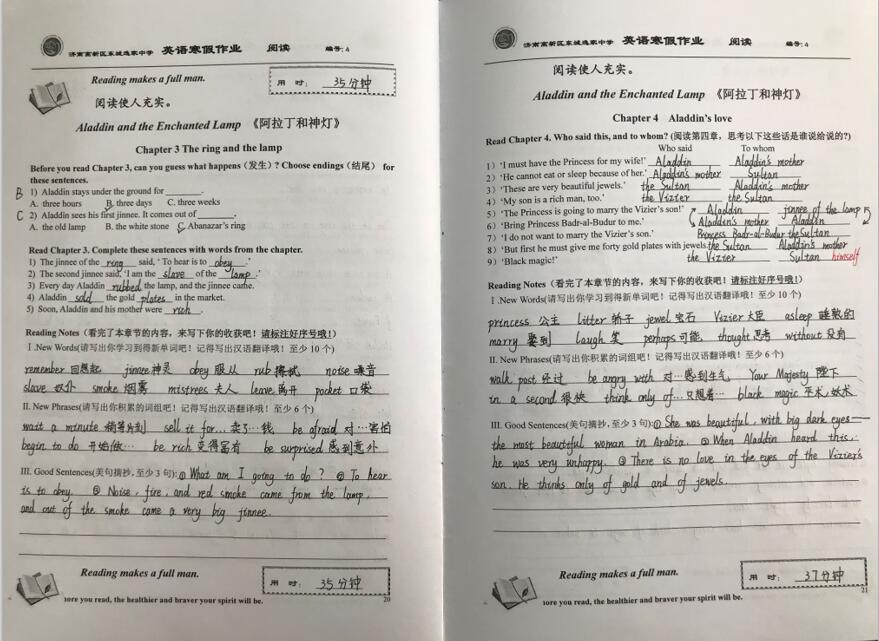 济南高新区东城逸家中学 英语寒假作业 阅读 编号: 4
Reading makes a full man.
用 时: 35分钟
阅读使人充实。
Aladdin and the Enchanted Lamp 《阿拉丁和神灯》
Chapter 3 The ring and the lamp
Before you read Chapter 3, can you guess what happens（发生）? Choose endings（结尾） for
these sentences.
B 1) Aladdin stays under the ground for ______.
A. three hours B. three days C. three weeks
C 2) Aladdin sees his first jinnee. It comes out of ______.
A. the old lamp B. the white stone C. Abanazar's ring
Read Chapter 3. Complete these sentences with words from the chapter.
1) The jinnee of the ring said, ' To hear is to obey .'
2) The second jinnee said, 'I am the slave of the lamp .'
3) Every day Aladdin rubbed the lamp, and the jinnee came.
4) Aladdin sold the gold plates in the market.
5) Soon, Aladdin and his mother were rich .
Reading Notes (看完了本章节的内容，来写下你的收获吧！请标注好序号哦!)
Ⅰ.New Words(请写出你学习到得新单词吧！记得写出汉语翻译哦！至少 10 个)
remember 回想起 jinnee 神灵 obey 服从 rub 擦拭 noise 噪音
slave 奴仆 smoke 烟雾 mistrees 夫人 leave 离开 pocket 口袋
II. New Phrases(请写出你积累的词组吧！记得写出汉语翻译哦！至少 6 个)
wait a minute 稍等片刻 sell it for... 卖了…钱 be afraid 对…害怕
begin to do 开始做… be rich 变得富有 be surprised 感到意外
III. Good Sentences(美句摘抄，至少 3 句):① What am I going to do ? ② To hear
is to obey. ③ Noise, fire, and red smoke came from the lamp,
and out of the smoke came a very big jinnee.
Reading makes a full man.
用 时: 35分钟
ore you read, the healthier and braver your spirit will be.
20
济南高新区东城逸家中学 英语寒假作业 阅读 编号: 4
阅读使人充实。
Aladdin and the Enchanted Lamp 《阿拉丁和神灯》
Chapter 4 Aladdin's love
Read Chapter 4. Who said this, and to whom? (阅读第四章，思考以下这些话是谁说给说的?)
Who said To whom
1) 'I must have the Princess for my wife!' Aladdin Aladdin's mother
2) 'He cannot eat or sleep because of her.' Aladdin's mother Sultan
3) 'These are very beautiful jewels.' the Sultan Aladdin's mother
4) 'My son is a rich man, too.' the Vizier the Sultan
5) 'The Princess is going to marry the Vizier's son!' Aladdin jinnee of the lamp
6) 'Bring Princess Badr-al-Budur to me.' Aladdin's mother Aladdin
7) 'I do not want to marry the Vizier's son.' Princess Badr-al-Budur the Sultan
8) 'But first he must give me forty gold plates with jewels. the Sultan Aladdin's mother
9) 'Black magic!' the Vizier Sultan himself
Reading Notes (看完了本章节的内容，来写下你的收获吧！请标注好序号哦!)
Ⅰ.New Words(请写出你学习到得新单词吧！记得写出汉语翻译哦！至少 10 个)
princess 公主 litter 轿子 jewel 宝石 Vizier 大臣 asleep 睡熟的
marry 娶到 laugh 笑 perhaps 可能 thought 思考 without 没有
II. New Phrases(请写出你积累的词组吧！记得写出汉语翻译哦！至少 6 个)
walk past 经过 be angry with 对…感到生气 Your Majesty 陛下
in a second 很快 think only of... 只想着… black magic 巫术,妖术
III. Good Sentences(美句摘抄，至少 3 句):① She was beautiful, with big dark eyes—
the most beautiful woman in Arabia. ② When Aladdin heard this,
he was very unhappy. ③ There is no love in the eyes of the Vizier's
son. He thinks only of gold and of jewels.
Reading makes a full man.
用 时: 37分钟
ore you read, the healthier and braver your spirit will be.
21